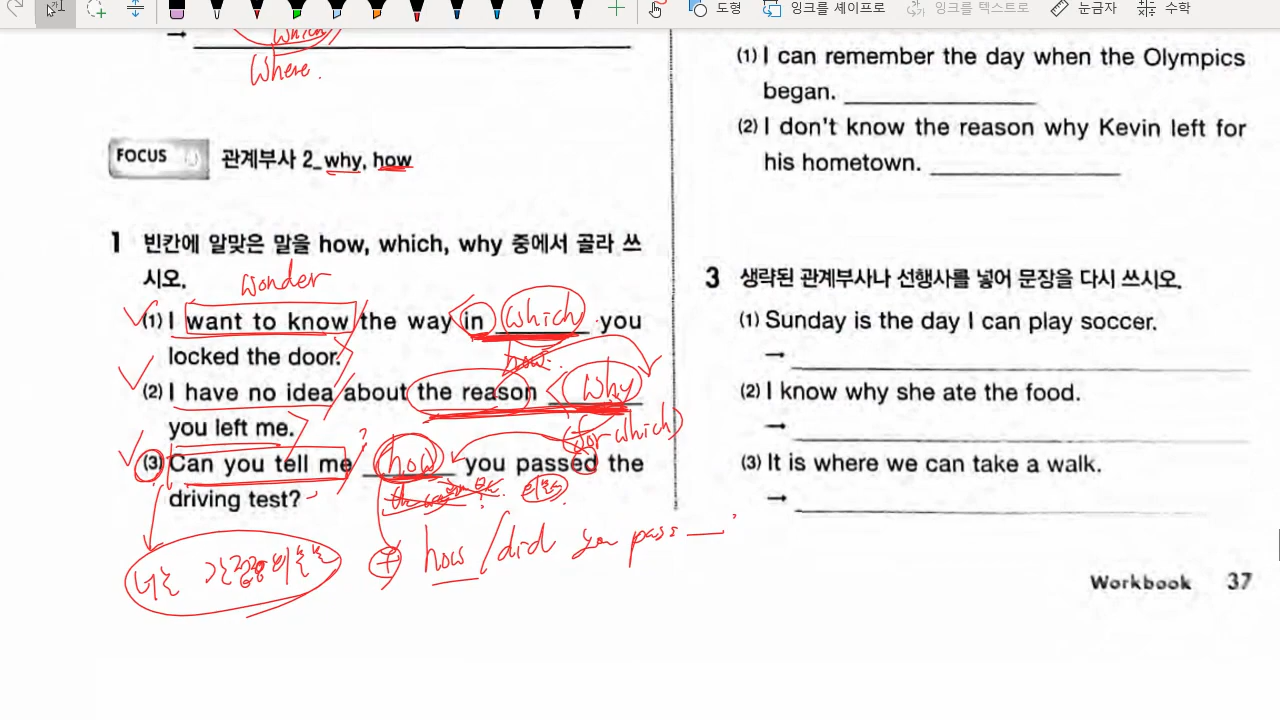 도형 잉크를 셰이프로 잉크를 텍스트로 눈금자 수학
→
which
where.
FOCUS 관계부사 2_why, how
1 빈칸에 알맞은 말을 how, which, why 중에서 골라 쓰
시오.
wonder
(1) I want to know the way in which you
locked the door.
how
(2) I have no idea about the reason why
you left me.
(for which)
(3) Can you tell me how you passed the
driving test?
the way
how / did you pass
너는
(1) I can remember the day when the Olympics
began.
(2) I don't know the reason why Kevin left for
his hometown.
3 생략된 관계부사나 선행사를 넣어 문장을 다시 쓰시오.
(1) Sunday is the day I can play soccer.
→
(2) I know why she ate the food.
→
(3) It is where we can take a walk.
→
Workbook 37